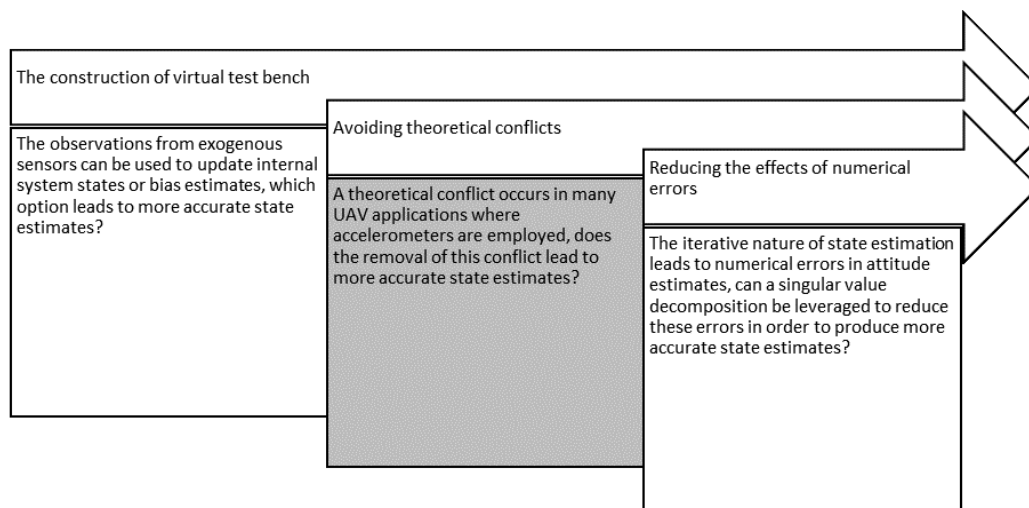 The construction of virtual test bench
The observations from exogenous
sensors can be used to update internal
system states or bias estimates, which
option leads to more accurate state
estimates?
Avoiding theoretical conflicts
A theoretical conflict occurs in many
UAV applications where
accelerometers are employed, does
the removal of this conflict lead to
more accurate state estimates?
Reducing the effects of numerical
errors
The iterative nature of state estimation
leads to numerical errors in attitude
estimates, can a singular value
decomposition be leveraged to reduce
these errors in order to produce more
accurate state estimates?